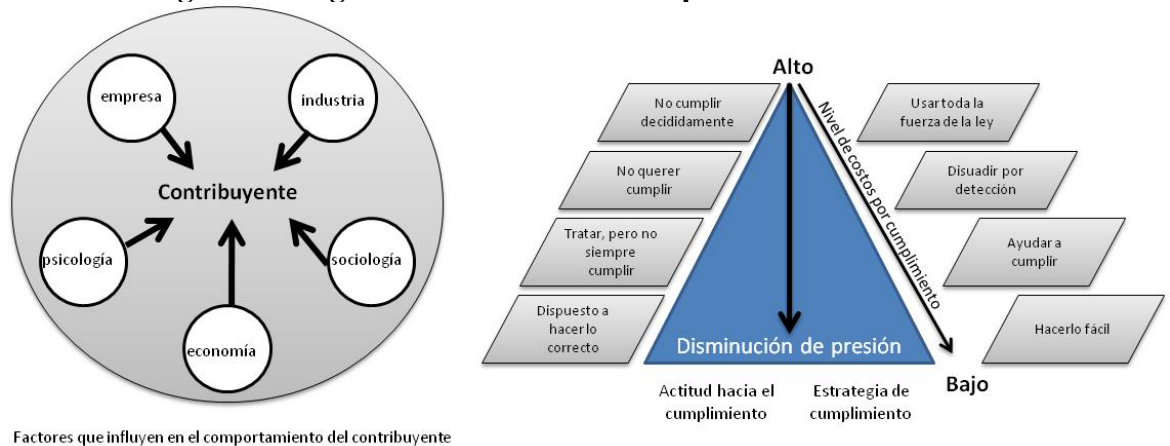 empresa
industria
Contribuyente
psicología
sociología
economía
Factores que influyen en el comportamiento del contribuyente
Alto
No cumplir
decididamente
No querer
cumplir
Tratar, pero no
siempre
cumplir
Dispuesto a
hacer lo
correcto
Nivel de costos por cumplimiento
Usar toda la
fuerza de la ley
Disuadir por
detección
Ayudar a
cumplir
Hacerlo fácil
Disminución de presión
Bajo
Actitud hacia el
cumplimiento
Estrategia de
cumplimiento